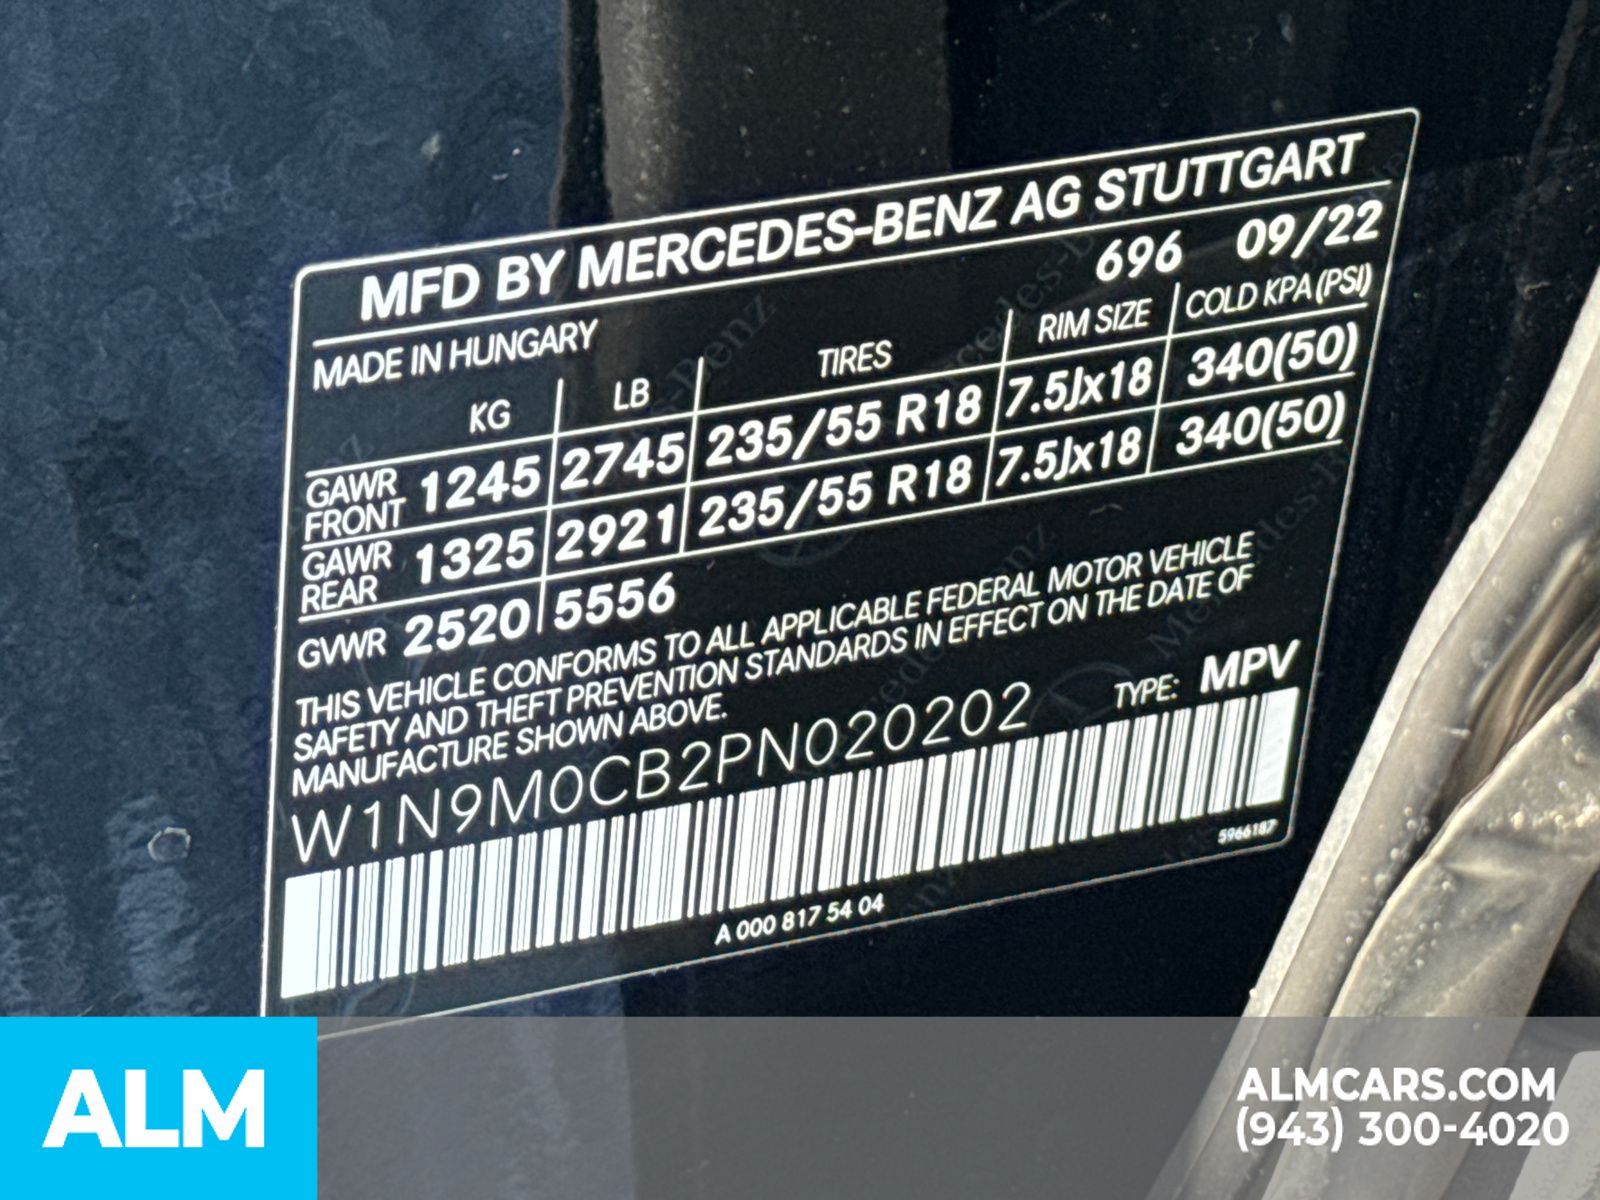 MFD BY MERCEDES-BENZ AG STUTTGART
696 09/22
MADE IN HUNGARY
KG LB TIRES RIM SIZE COLD KPA (PSI)
GAWR FRONT 1245 2745 235/55 R18 7.5Jx18 340(50)
GAWR REAR 1325 2921 235/55 R18 7.5Jx18 340(50)
GVWR 2520 5556
THIS VEHICLE CONFORMS TO ALL APPLICABLE FEDERAL MOTOR VEHICLE
SAFETY AND THEFT PREVENTION STANDARDS IN EFFECT ON THE DATE OF
MANUFACTURE SHOWN ABOVE.
W1N9M0CB2PN020202 TYPE: MPV
5966187
A 000 817 54 04
ALM
ALMCARS.COM
(943) 300-4020